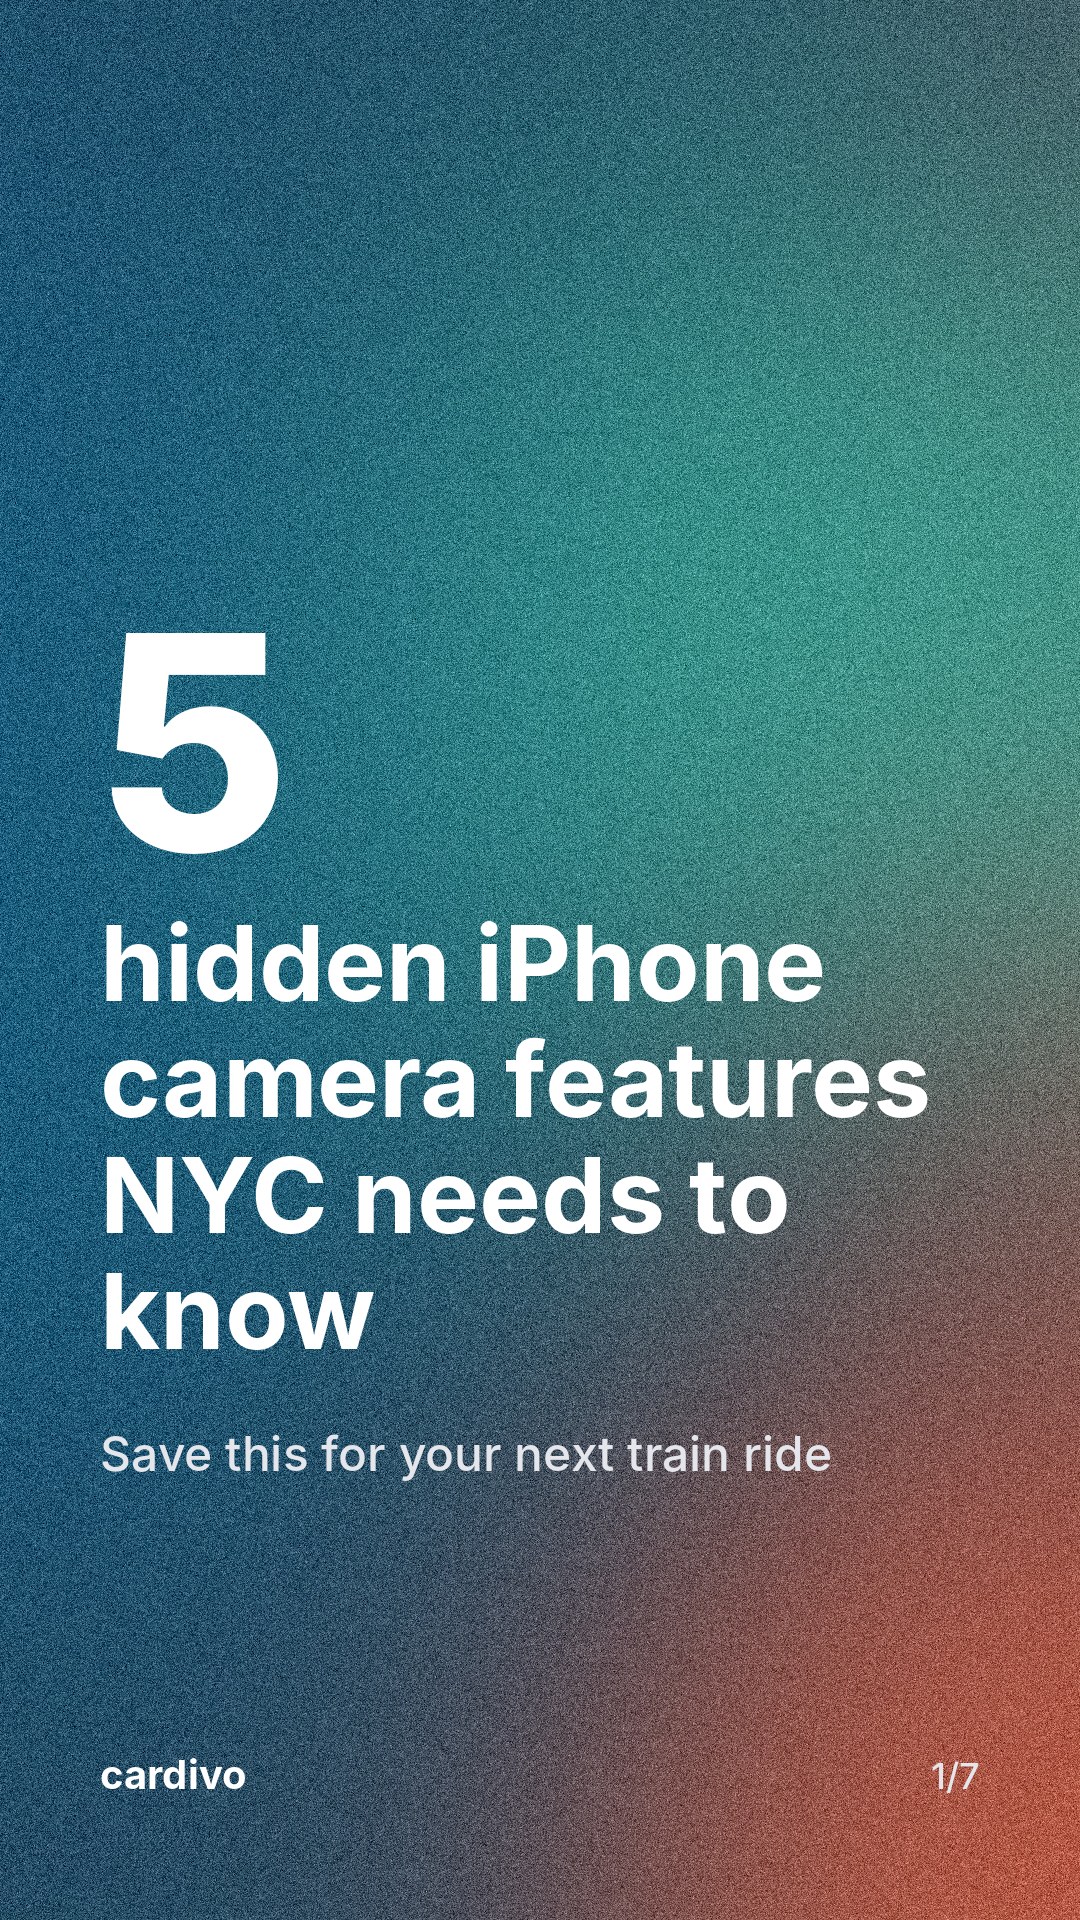 5
hidden iPhone
camera features
NYC needs to
know
Save this for your next train ride
cardivo
1/7